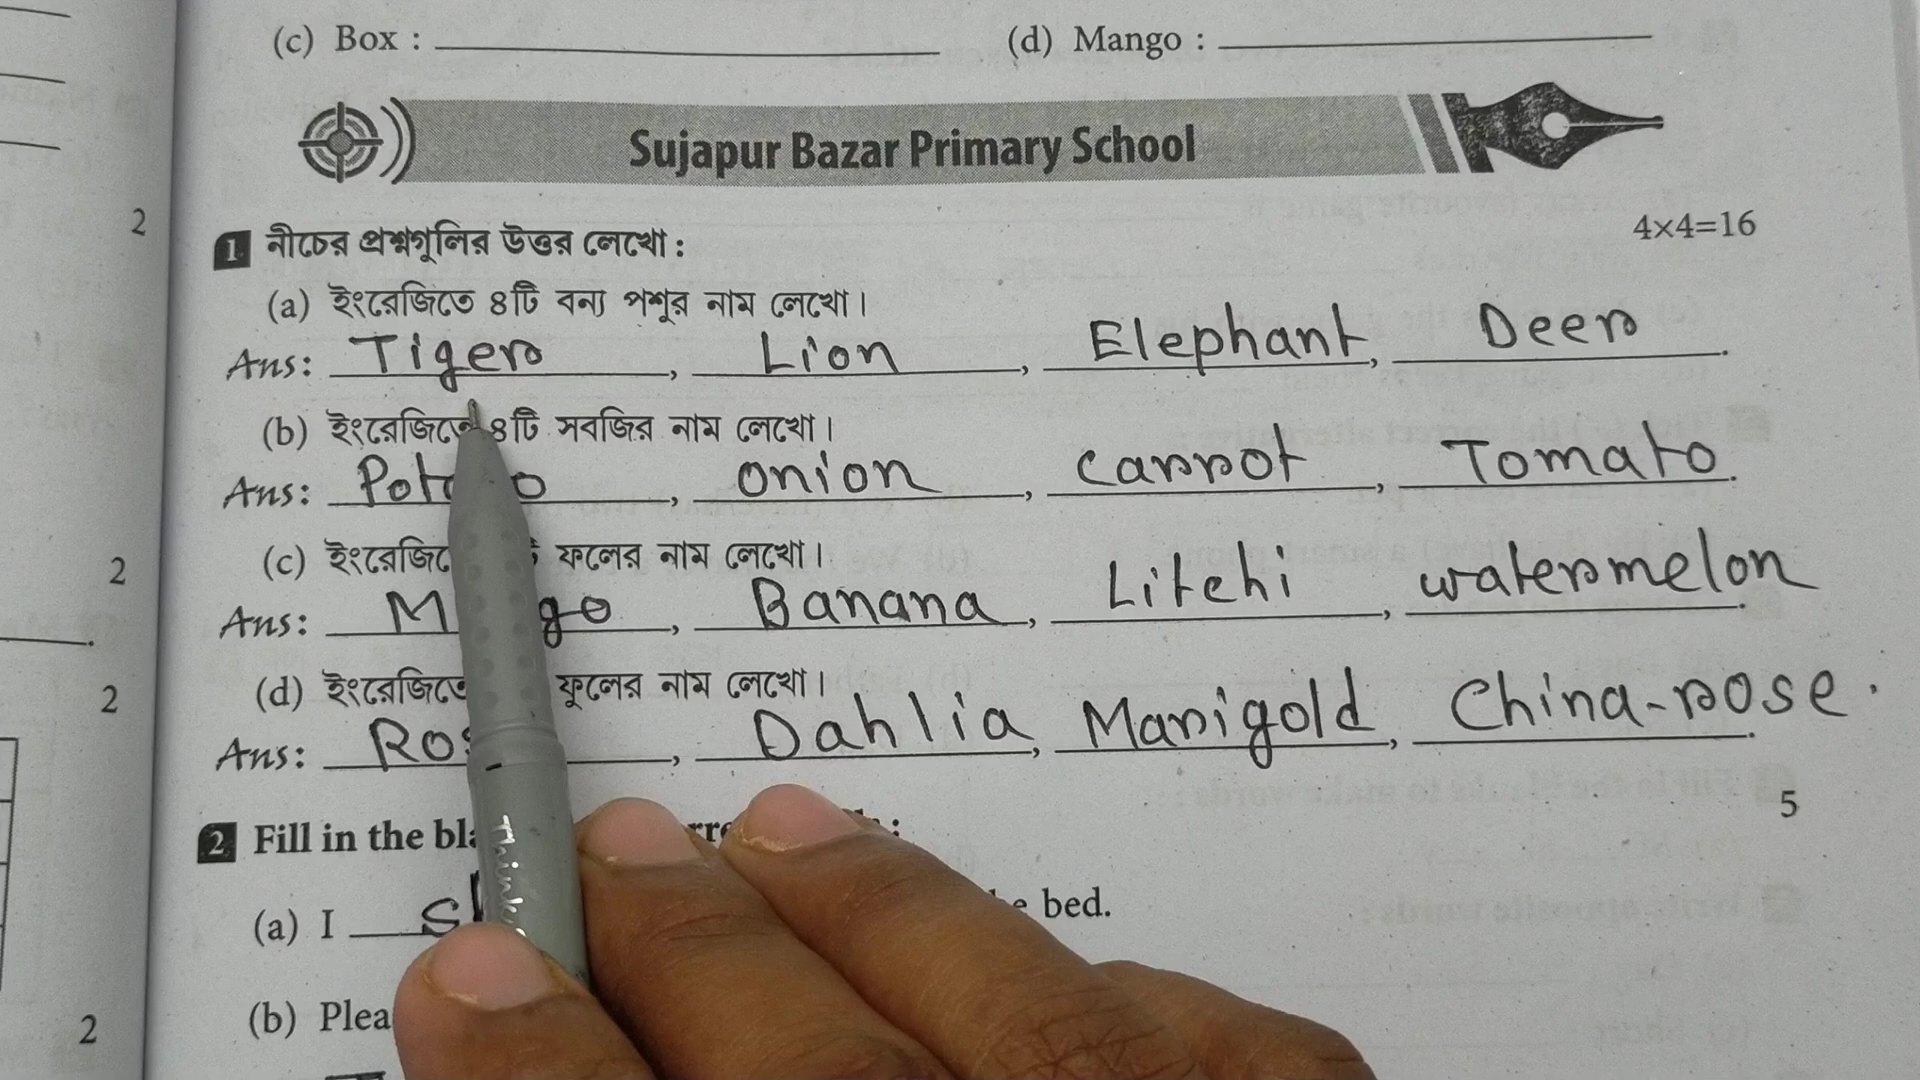 (c) Box : (d) Mango :
Sujapur Bazar Primary School
2
1 নীচের প্রশ্নগুলির উত্তর লেখো : 4×4=16
(a) ইংরেজিতে ৪টি বন্য পশুর নাম লেখো।
Ans: Tiger, Lion, Elephant, Deer.
(b) ইংরেজিতে ৪টি সবজির নাম লেখো।
Ans: , onion, carrot, Tomato.
2
(c) ফলের নাম লেখো।
Ans: , Banana, Litchi, watermelon.
2
(d) ইংরেজিতে ফুলের নাম লেখো।
Ans: , Dahlia, Marigold, China-rose.
5
2 Fill in the
(a) I bed.
(b)
2